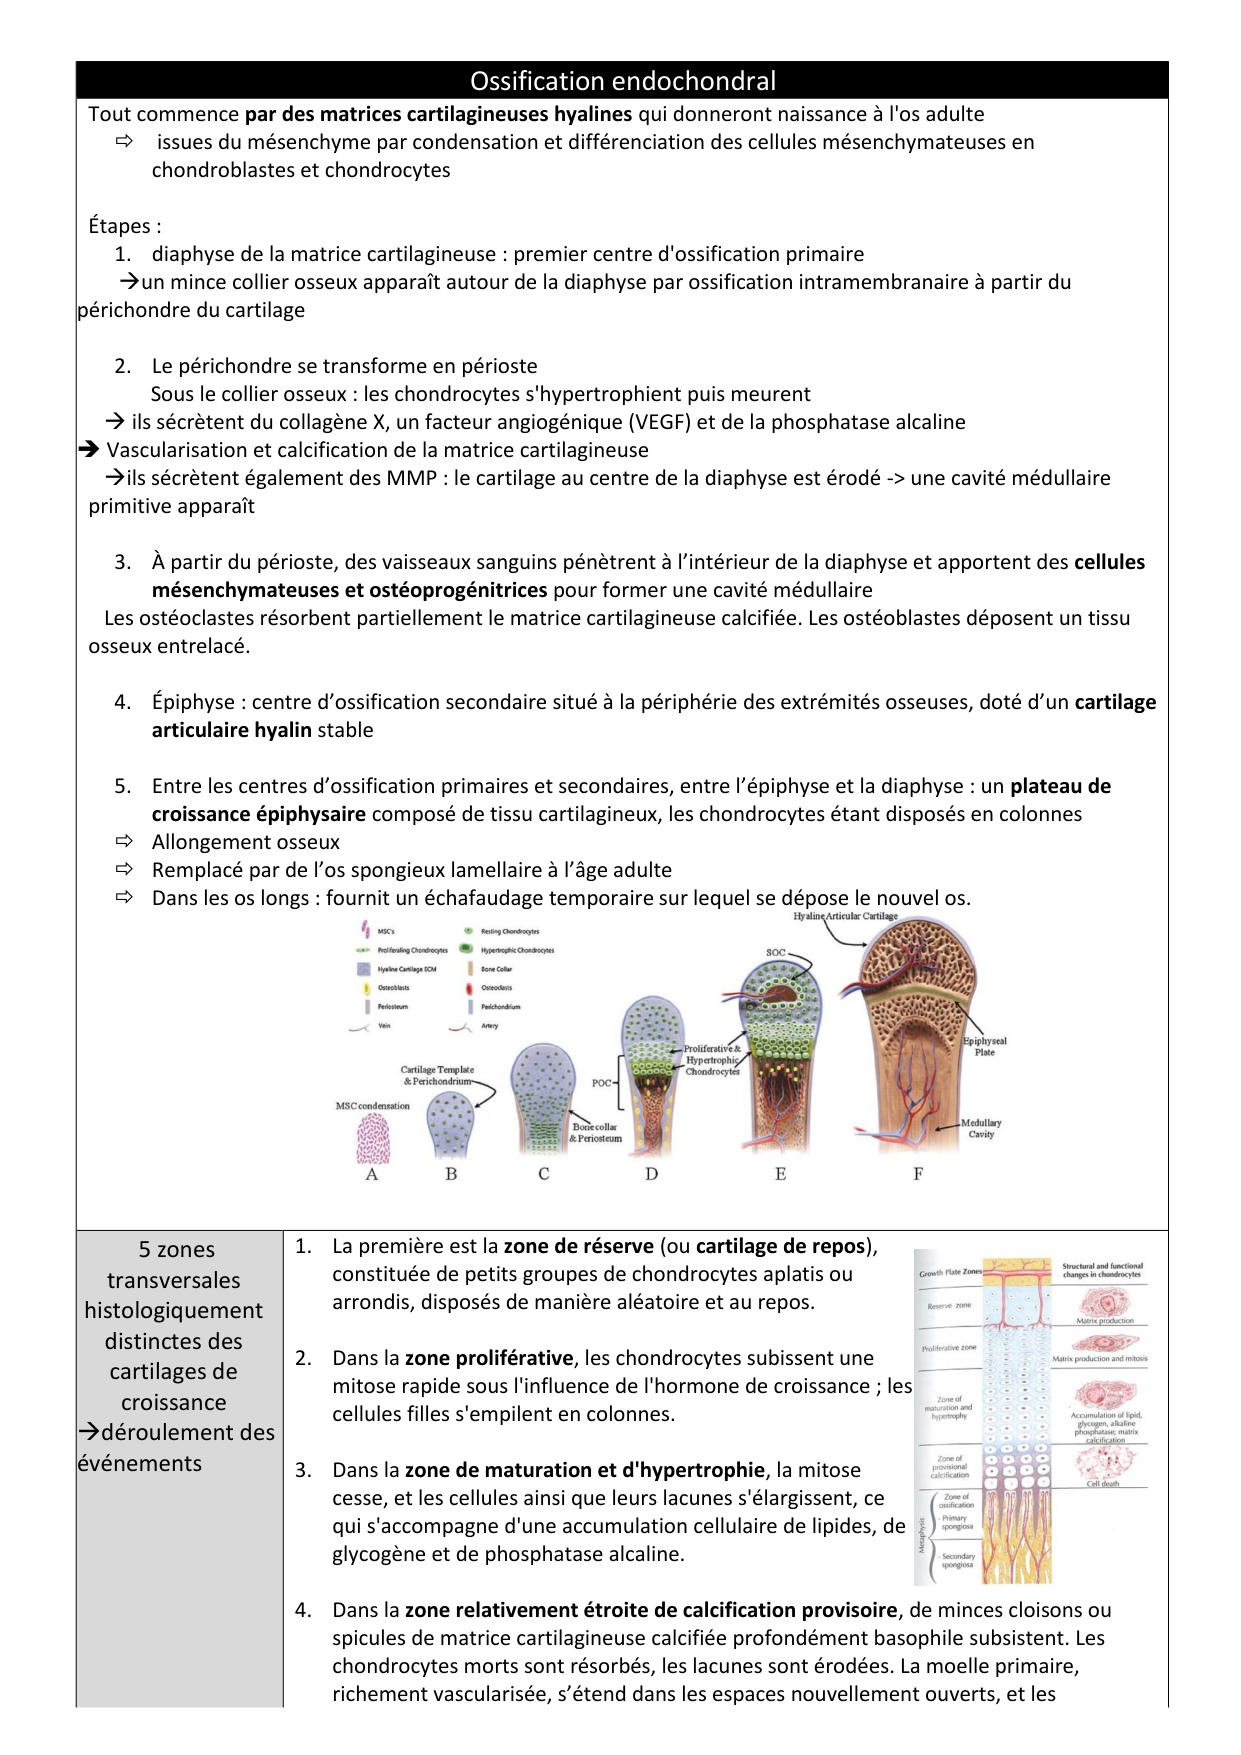 Ossification endochondral
Tout commence par des matrices cartilagineuses hyalines qui donneront naissance à l'os adulte
⇨ issues du mésenchyme par condensation et différenciation des cellules mésenchymateuses en
chondroblastes et chondrocytes
Étapes :
1. diaphyse de la matrice cartilagineuse : premier centre d'ossification primaire
→un mince collier osseux apparaît autour de la diaphyse par ossification intramembranaire à partir du
périchondre du cartilage
2. Le périchondre se transforme en périoste
Sous le collier osseux : les chondrocytes s'hypertrophient puis meurent
→ ils sécrètent du collagène X, un facteur angiogénique (VEGF) et de la phosphatase alcaline
➔ Vascularisation et calcification de la matrice cartilagineuse
→ils sécrètent également des MMP : le cartilage au centre de la diaphyse est érodé -> une cavité médullaire
primitive apparaît
3. À partir du périoste, des vaisseaux sanguins pénètrent à l’intérieur de la diaphyse et apportent des cellules
mésenchymateuses et ostéoprogénitrices pour former une cavité médullaire
Les ostéoclastes résorbent partiellement le matrice cartilagineuse calcifiée. Les ostéoblastes déposent un tissu
osseux entrelacé.
4. Épiphyse : centre d’ossification secondaire situé à la périphérie des extrémités osseuses, doté d’un cartilage
articulaire hyalin stable
5. Entre les centres d’ossification primaires et secondaires, entre l’épiphyse et la diaphyse : un plateau de
croissance épiphysaire composé de tissu cartilagineux, les chondrocytes étant disposés en colonnes
⇨ Allongement osseux
⇨ Remplacé par de l’os spongieux lamellaire à l’âge adulte
⇨ Dans les os longs : fournit un échafaudage temporaire sur lequel se dépose le nouvel os.
MSC's
Resting Chondrocytes
Proliferating Chondrocytes
Hypertrophic Chondrocytes
Hyaline Cartilage ECM
Bone Collar
Osteoblasts
Osteoclasts
Periosteum
Perichondrium
Vein
Artery
Hyaline Articular Cartilage
SOC
Proliferative &
Hypertrophic
Chondrocytes
POC
Epiphyseal
Plate
Cartilage Template
& Perichondrium
MSC condensation
Bone collar
& Periosteum
Medullary
Cavity
A B C D E F
5 zones
transversales
histologiquement
distinctes des
cartilages de
croissance
→déroulement des
événements
1. La première est la zone de réserve (ou cartilage de repos),
constituée de petits groupes de chondrocytes aplatis ou
arrondis, disposés de manière aléatoire et au repos.
2. Dans la zone proliférative, les chondrocytes subissent une
mitose rapide sous l'influence de l'hormone de croissance ; les
cellules filles s'empilent en colonnes.
3. Dans la zone de maturation et d'hypertrophie, la mitose
cesse, et les cellules ainsi que leurs lacunes s'élargissent, ce
qui s'accompagne d'une accumulation cellulaire de lipides, de
glycogène et de phosphatase alcaline.
Growth Plate Zones
Structural and functional
changes in chondrocytes
Reserve zone
Matrix production
Proliferative zone
Matrix production and mitosis
Zone of
maturation and
hypertrophy
Accumulation of lipid,
glycogen, alkaline
phosphatase; matrix
calcification
Zone of
provisional
calcification
Cell death
Metaphysis
Zone of
ossification
- Primary
spongiosa
- Secondary
spongiosa
4. Dans la zone relativement étroite de calcification provisoire, de minces cloisons ou
spicules de matrice cartilagineuse calcifiée profondément basophile subsistent. Les
chondrocytes morts sont résorbés, les lacunes sont érodées. La moelle primaire,
richement vascularisée, s’étend dans les espaces nouvellement ouverts, et les